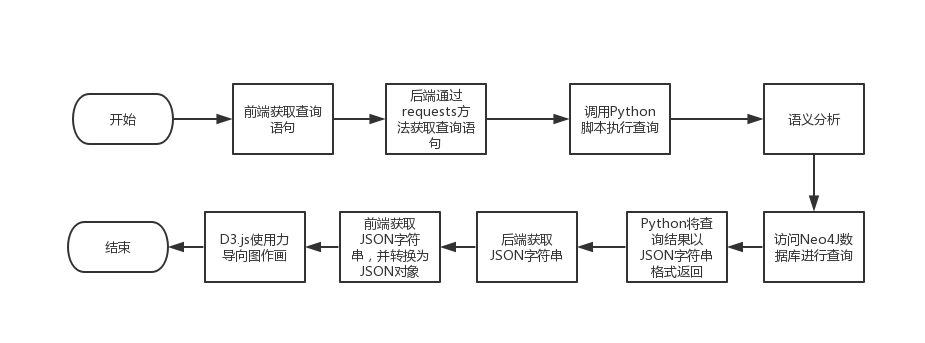 开始
前端获取查询
语句
后端通过
requests方
法获取查询语
句
调用Python
脚本执行查询
语义分析
访问Neo4J数
据库进行查询
Python将查
询结果以
JSON字符串
格式返回
后端获取
JSON字符串
前端获取
JSON字符
串，并转换为
JSON对象
D3.js使用力
导向图作画
结束